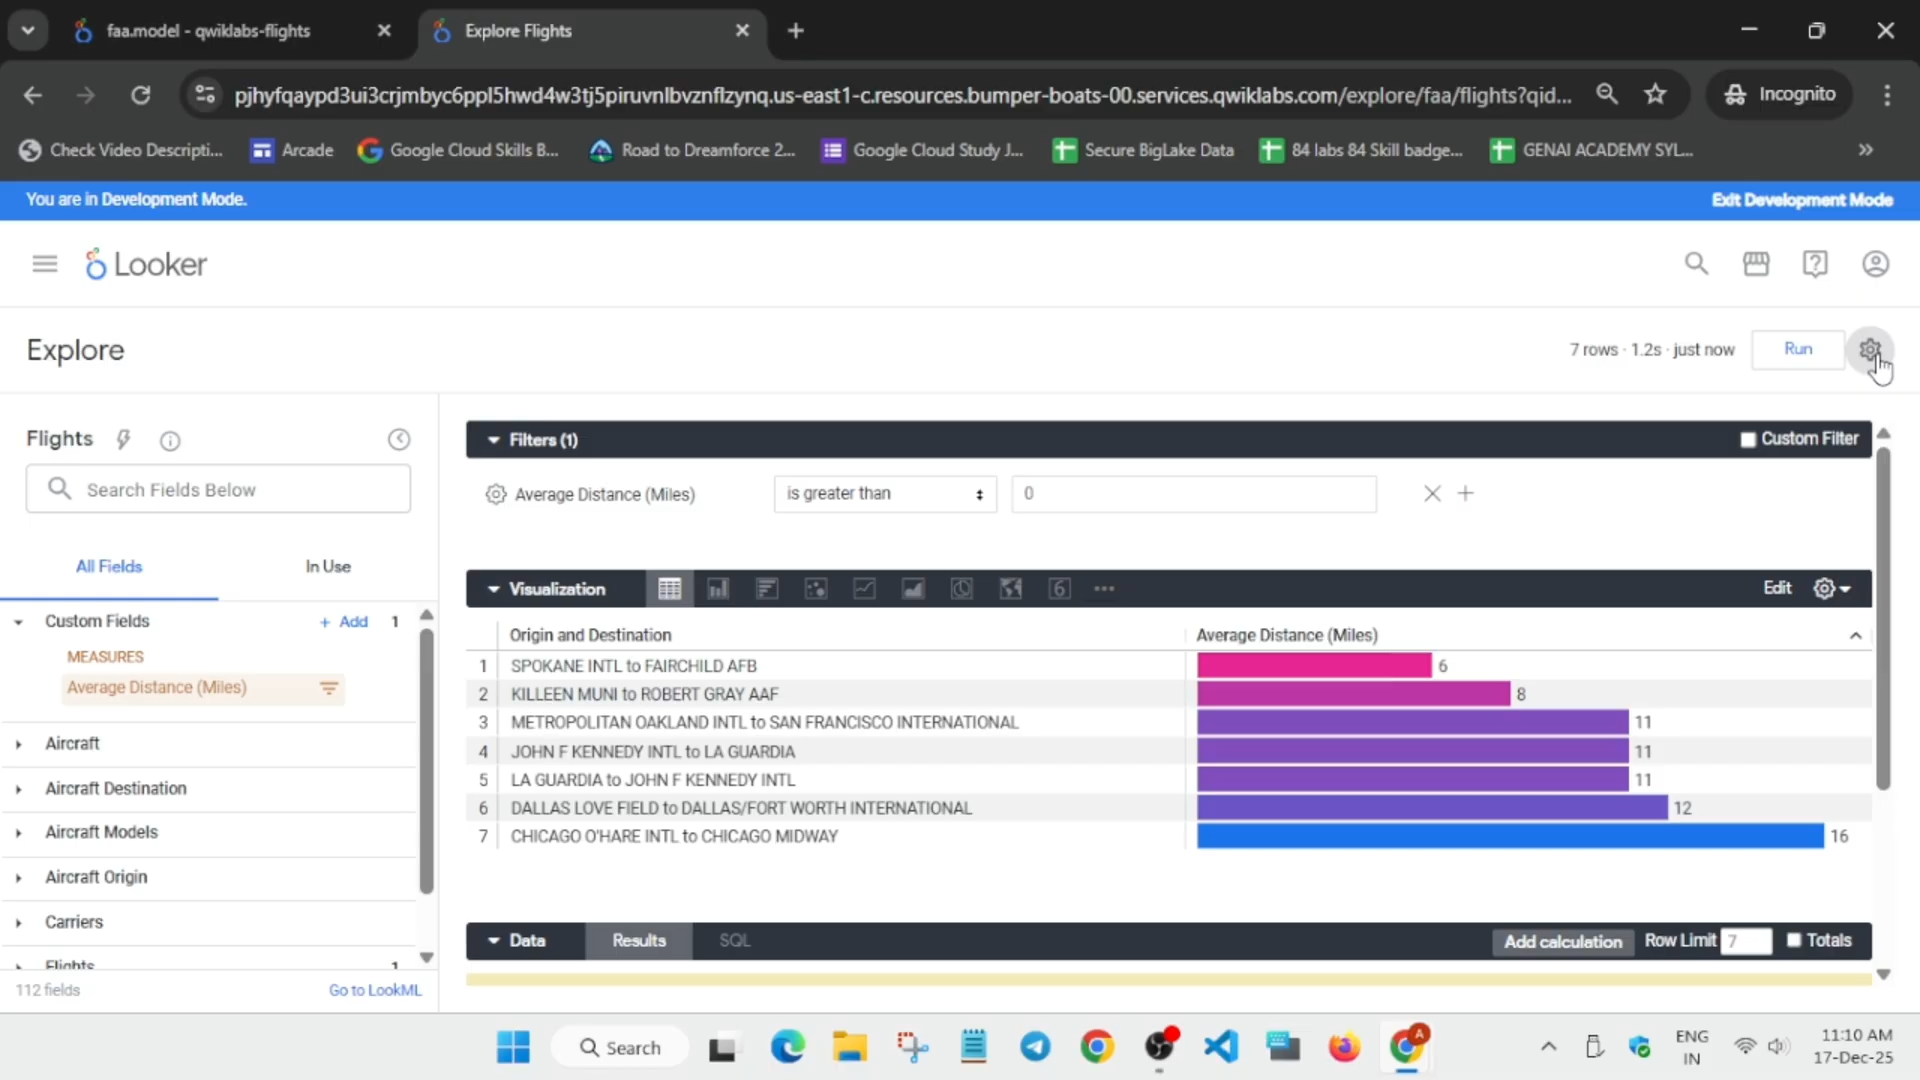 faa.model - qwiklabs-flights
Explore Flights
pjhyfqaypd3ui3crjmbyc6ppl5hwd4w3tj5piruvnlbvznflzynq.us-east1-c.resources.bumper-boats-00.services.qwiklabs.com/explore/faa/flights?qid...
Incognito
Check Video Descripti...
Arcade
Google Cloud Skills B...
Road to Dreamforce 2...
Google Cloud Study J...
Secure BigLake Data
84 labs 84 Skill badge...
GENAI ACADEMY SYL...
You are in Development Mode.
Exit Development Mode
Looker
Explore
7 rows · 1.2s · just now
Run
Flights
Search Fields Below
All Fields
In Use
Custom Fields
+ Add
1
MEASURES
Average Distance (Miles)
Aircraft
Aircraft Destination
Aircraft Models
Aircraft Origin
Carriers
Flights
1
112 fields
Go to LookML
Filters (1)
Custom Filter
Average Distance (Miles)
is greater than
0
Visualization
6
Edit
Origin and Destination
Average Distance (Miles)
1 SPOKANE INTL to FAIRCHILD AFB 6
2 KILLEEN MUNI to ROBERT GRAY AAF 8
3 METROPOLITAN OAKLAND INTL to SAN FRANCISCO INTERNATIONAL 11
4 JOHN F KENNEDY INTL to LA GUARDIA 11
5 LA GUARDIA to JOHN F KENNEDY INTL 11
6 DALLAS LOVE FIELD to DALLAS/FORT WORTH INTERNATIONAL 12
7 CHICAGO O'HARE INTL to CHICAGO MIDWAY 16
Data
Results
SQL
Add calculation
Row Limit
7
Totals
Search
A
ENG
IN
11:10 AM
17-Dec-25